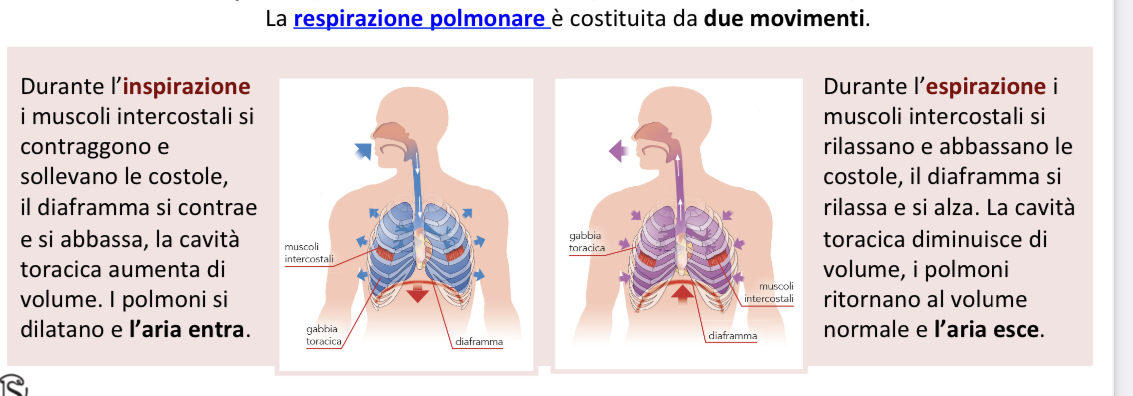 La respirazione polmonare è costituita da due movimenti.
Durante l’inspirazione
i muscoli intercostali si
contraggono e
sollevano le costole,
il diaframma si contrae
e si abbassa, la cavità
toracica aumenta di
volume. I polmoni si
dilatano e l’aria entra.
muscoli
intercostali
gabbia
toracica
diaframma
gabbia
toracica
muscoli
intercostali
diaframma
Durante l’espirazione i
muscoli intercostali si
rilassano e abbassano le
costole, il diaframma si
rilassa e si alza. La cavità
toracica diminuisce di
volume, i polmoni
ritornano al volume
normale e l’aria esce.